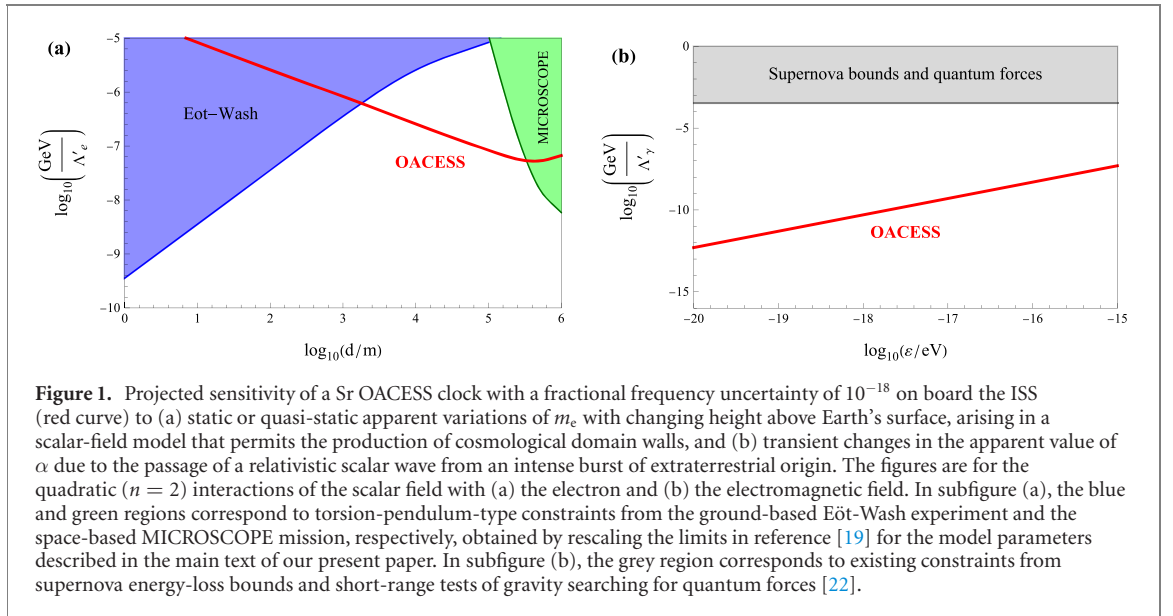 (a)
-5
-6
-7
-8
-9
-10
log10(GeV/Λ′e)
Eot–Wash
MICROSCOPE
OACESS
0 1 2 3 4 5 6
log10(d/m)
(b)
0
-5
-10
-15
log10(GeV/Λ′γ)
Supernova bounds and quantum forces
OACESS
-20 -19 -18 -17 -16 -15
log10(ε/eV)
Figure 1. Projected sensitivity of a Sr OACESS clock with a fractional frequency uncertainty of 10−18 on board the ISS
(red curve) to (a) static or quasi-static apparent variations of me with changing height above Earth's surface, arising in a
scalar-field model that permits the production of cosmological domain walls, and (b) transient changes in the apparent value of
α due to the passage of a relativistic scalar wave from an intense burst of extraterrestrial origin. The figures are for the
quadratic (n = 2) interactions of the scalar field with (a) the electron and (b) the electromagnetic field. In subfigure (a), the blue
and green regions correspond to torsion-pendulum-type constraints from the ground-based Eöt-Wash experiment and the
space-based MICROSCOPE mission, respectively, obtained by rescaling the limits in reference [19] for the model parameters
described in the main text of our present paper. In subfigure (b), the grey region corresponds to existing constraints from
supernova energy-loss bounds and short-range tests of gravity searching for quantum forces [22].